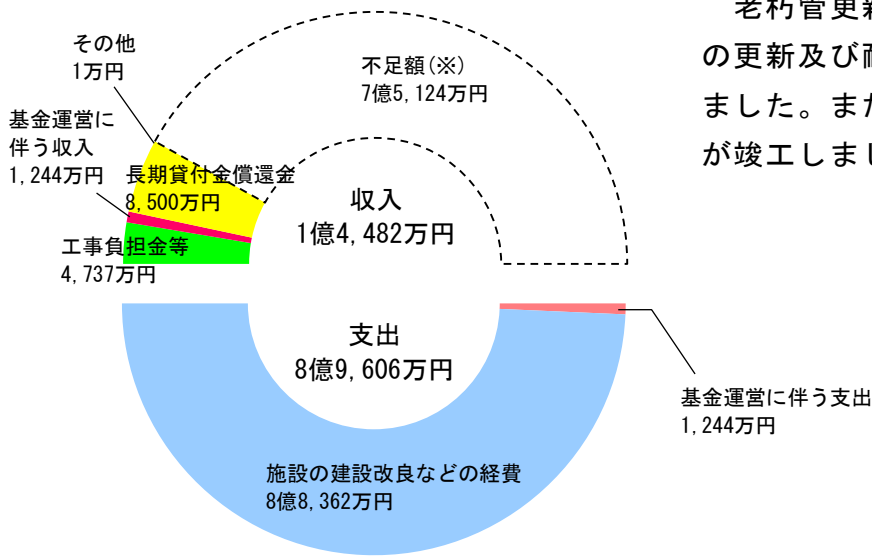 その他
1万円
基金運営に
伴う収入
1,244万円
長期貸付金償還金
8,500万円
工事負担金等
4,737万円
不足額(※)
7億5,124万円
収入
1億4,482万円
支出
8億9,606万円
基金運営に伴う支出
1,244万円
施設の建設改良などの経費
8億8,362万円
老朽管更新
の更新及び
ました。また
が竣工しまし